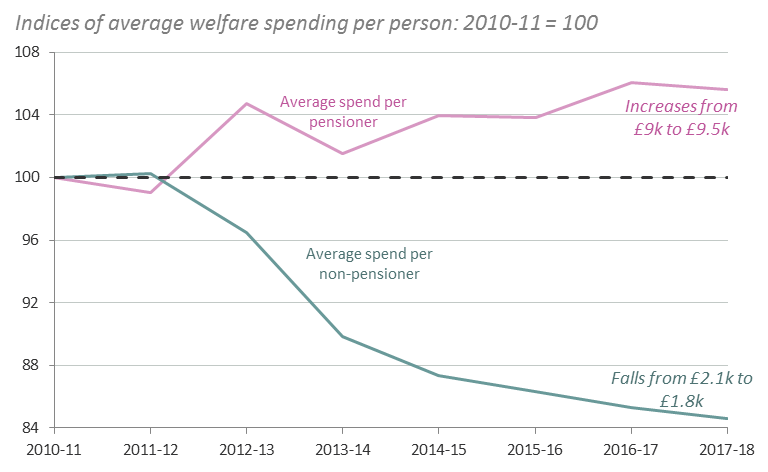 Indices of average welfare spending per person: 2010-11 = 100
108
104
100
96
92
88
84
Average spend per
pensioner
Increases from
£9k to £9.5k
Average spend per
non-pensioner
Falls from £2.1k to
£1.8k
2010-11 2011-12 2012-13 2013-14 2014-15 2015-16 2016-17 2017-18